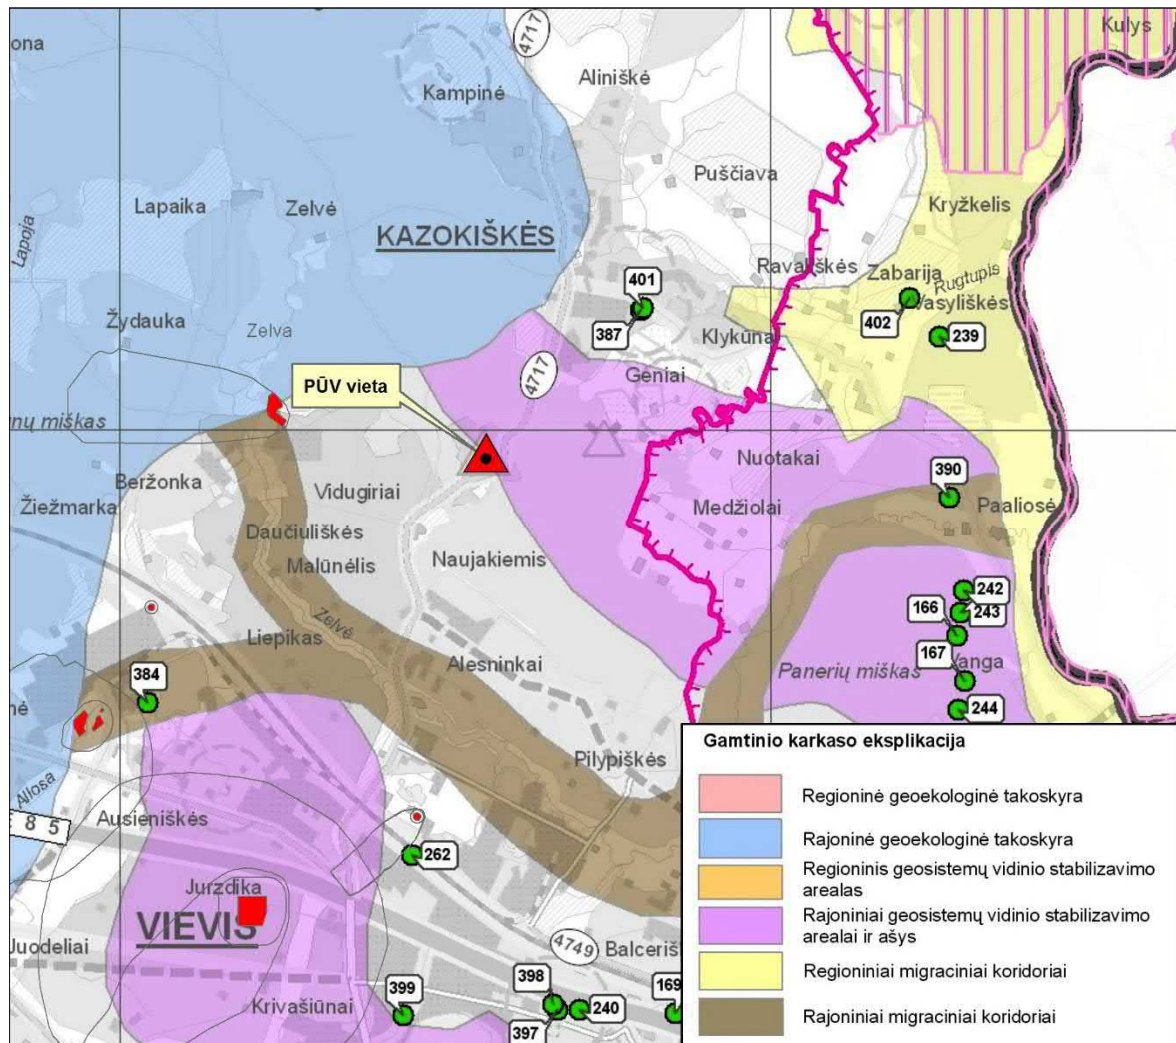 ona
4717
Kulys
Kampinė
Aliniškė
Puščiava
Lapaika
Zelvė
Kryžkelis
Lapoja
KAZOKIŠKĖS
Ravališkės
Zabarija
Rugtupis
401
Vasyliškės
Žydauka
Zelva
387
Klykūnai
402
239
PŪV vieta
4717
Geniai
nų miškas
Nuotakai
390
Beržonka
Vidugiriai
Žiežmarka
Medžiolai
Paaliosė
Daučiuliškės
Malūnėlis
Naujakiemis
242
243
166
Zelvė
Liepikas
167
Alesninkai
384
Panerių miškas
Vanga
nė
244
Pilypiškės
Aliosa
E 8 5
Ausieniškės
262
Jurzdika
VIEVIS
Juodeliai
4749
Balceriš
398
169
Krivašiūnai
399
397
240
Gamtinio karkaso eksplikacija
Regioninė geoekologinė takoskyra
Rajoninė geoekologinė takoskyra
Regioninis geosistemų vidinio stabilizavimo
arealas
Rajoniniai geosistemų vidinio stabilizavimo
arealai ir ašys
Regioniniai migraciniai koridoriai
Rajoniniai migraciniai koridoriai